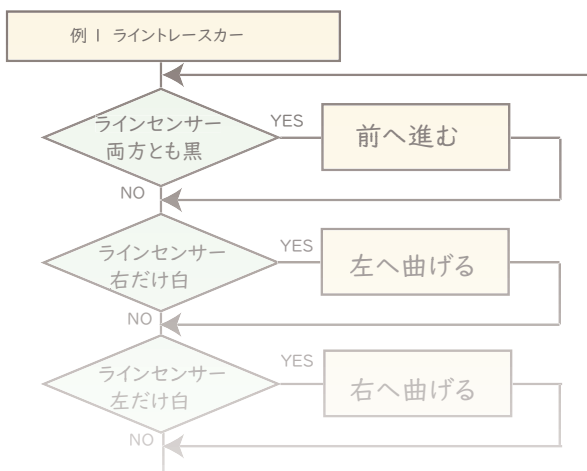 例1 ライントレースカー
ラインセンサー
両方とも黒
YES
前へ進む
NO
ラインセンサー
右だけ白
YES
左へ曲げる
NO
ラインセンサー
左だけ白
YES
右へ曲げる
NO